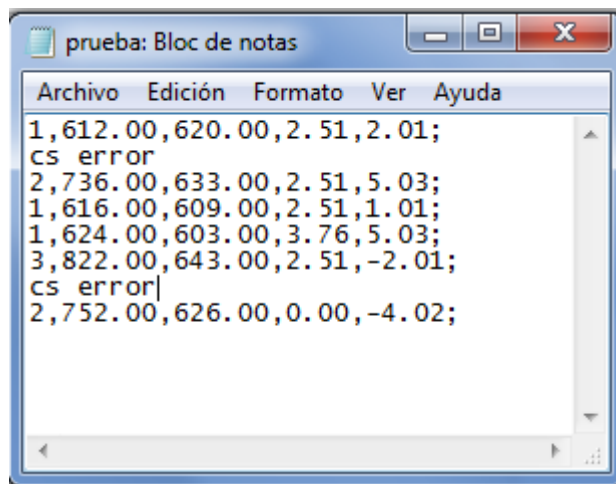 prueba: Bloc de notas
Archivo Edición Formato Ver Ayuda
1,612.00,620.00,2.51,2.01;
cs error
2,736.00,633.00,2.51,5.03;
1,616.00,609.00,2.51,1.01;
1,624.00,603.00,3.76,5.03;
3,822.00,643.00,2.51,-2.01;
cs error
2,752.00,626.00,0.00,-4.02;